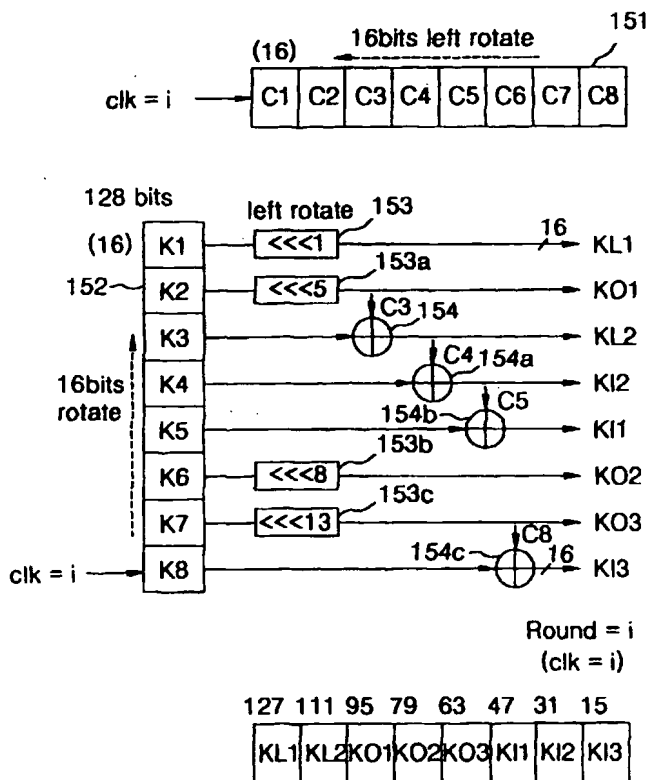 151
16bits left rotate
(16)
clk = i
C1 C2 C3 C4 C5 C6 C7 C8
128 bits
left rotate 153
(16) K1 <<<1 16 KL1
153a
152 K2 <<<5 KO1
C3 154
K3 KL2
C4 154a
16bits rotate
K4 KI2
154b C5
K5 KI1
153b
K6 <<<8 KO2
153c
K7 <<<13 KO3
154c C8
clk = i K8 16 KI3
Round = i
(clk = i)
127 111 95 79 63 47 31 15
KL1 KL2 KO1 KO2 KO3 KI1 KI2 KI3